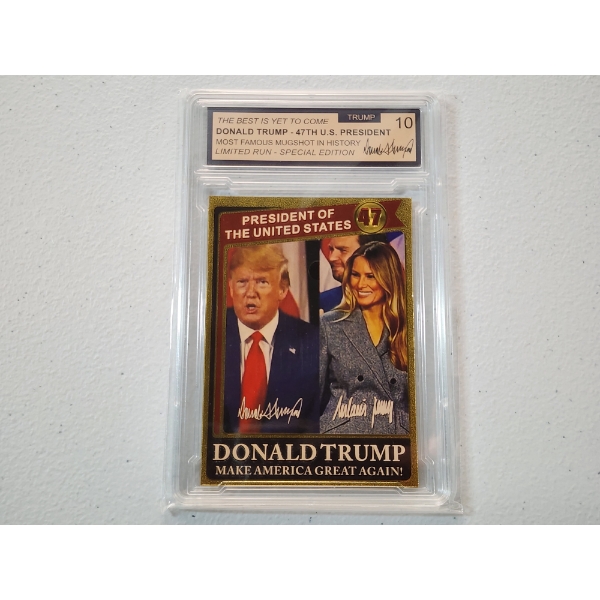 THE BEST IS YET TO COME
TRUMP
10
DONALD TRUMP - 47TH U.S. PRESIDENT
MOST FAMOUS MUGSHOT IN HISTORY
LIMITED RUN - SPECIAL EDITION
PRESIDENT OF
THE UNITED STATES
47
DONALD TRUMP
MAKE AMERICA GREAT AGAIN!